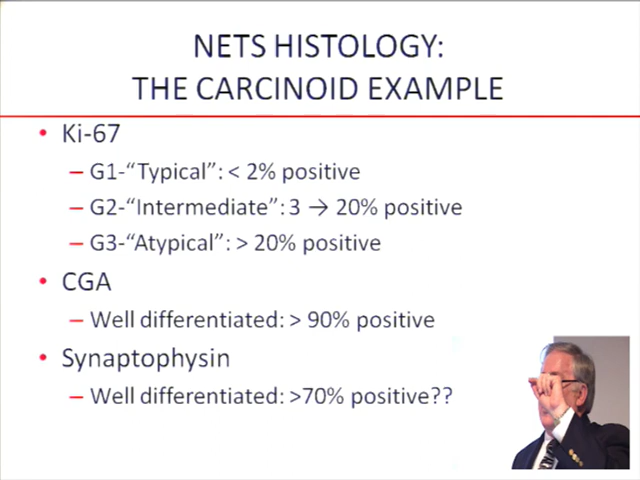 NETS HISTOLOGY:
THE CARCINOID EXAMPLE
• Ki-67
– G1-“Typical”: < 2% positive
– G2-“Intermediate”: 3 → 20% positive
– G3-“Atypical”: > 20% positive
• CGA
– Well differentiated: > 90% positive
• Synaptophysin
– Well differentiated: >70% positive??